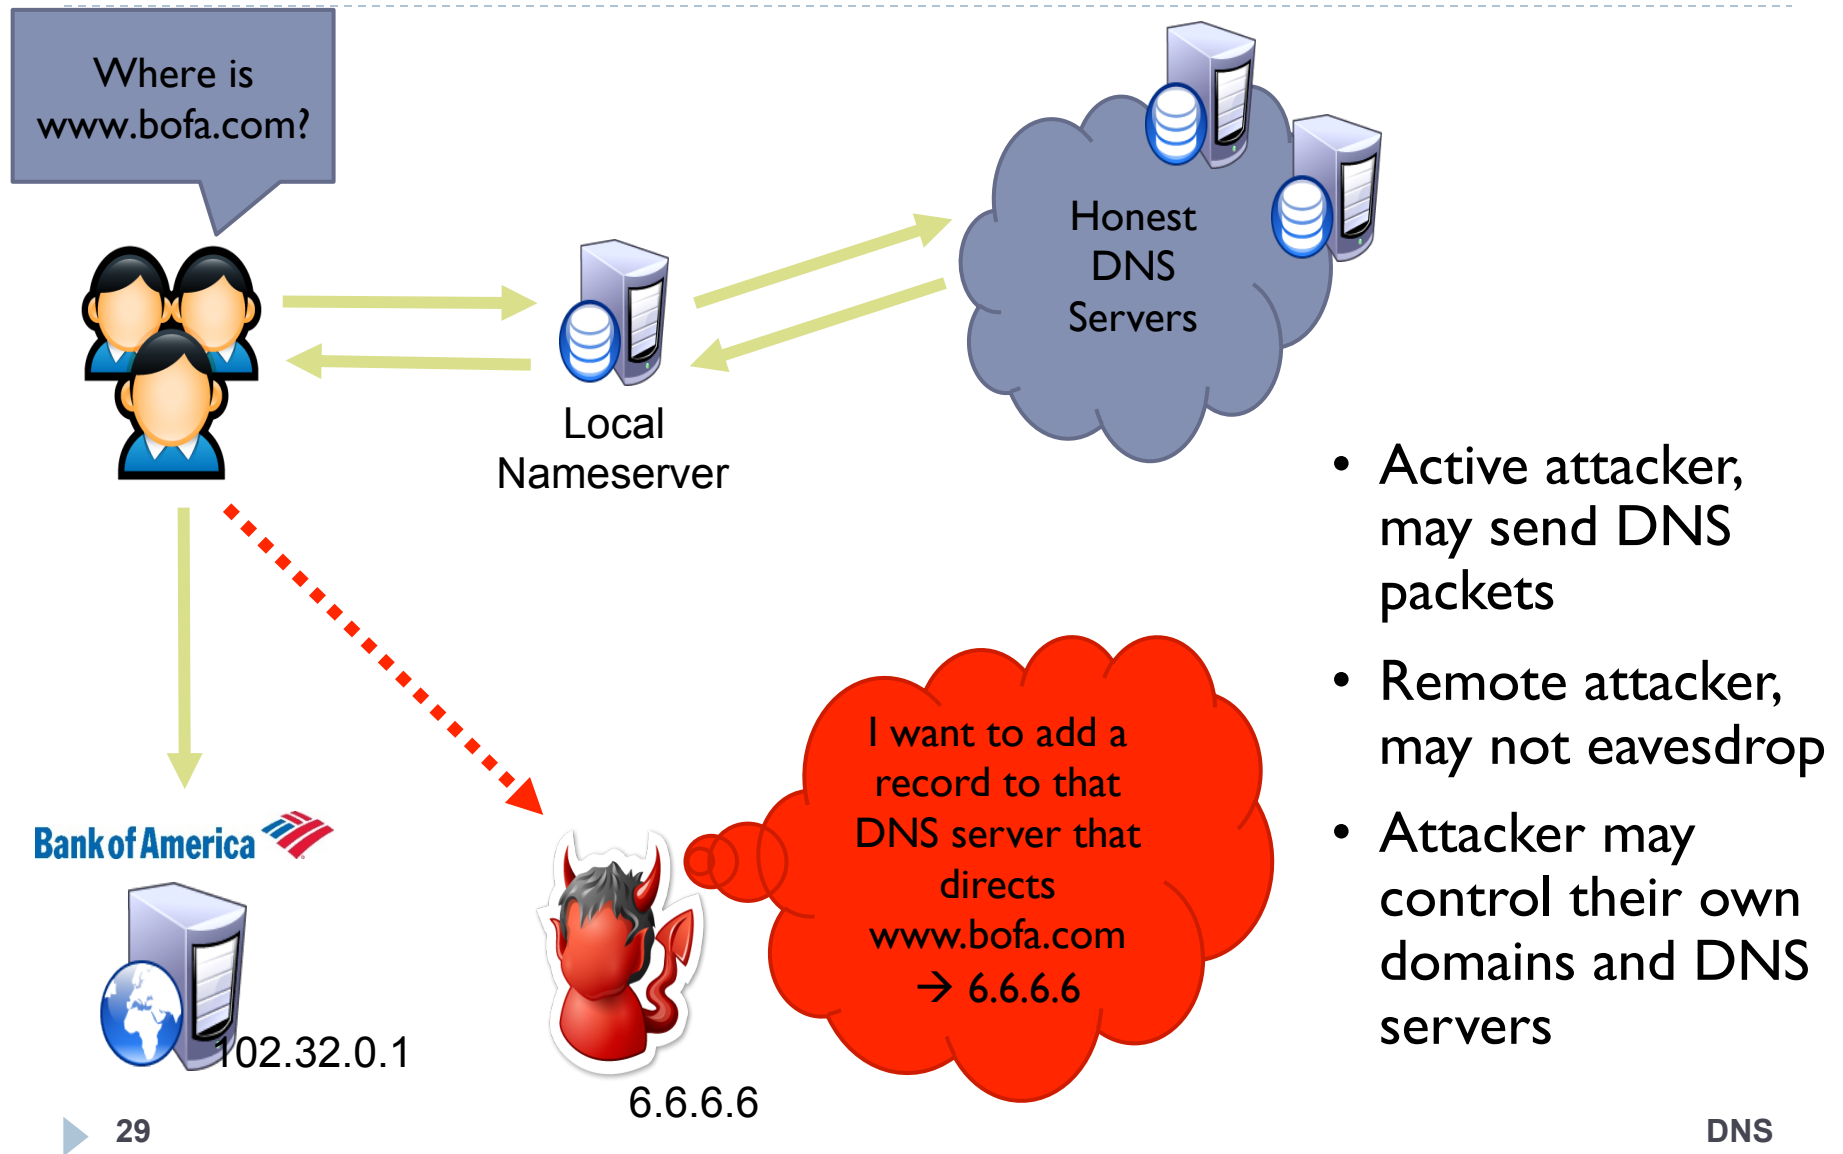 Where is
www.bofa.com?
Honest
DNS
Servers
Local
Nameserver
• Active attacker,
may send DNS
packets
• Remote attacker,
may not eavesdrop
• Attacker may
control their own
domains and DNS
servers
I want to add a
record to that
DNS server that
directs
www.bofa.com
→ 6.6.6.6
Bank of America
102.32.0.1
6.6.6.6
29
DNS